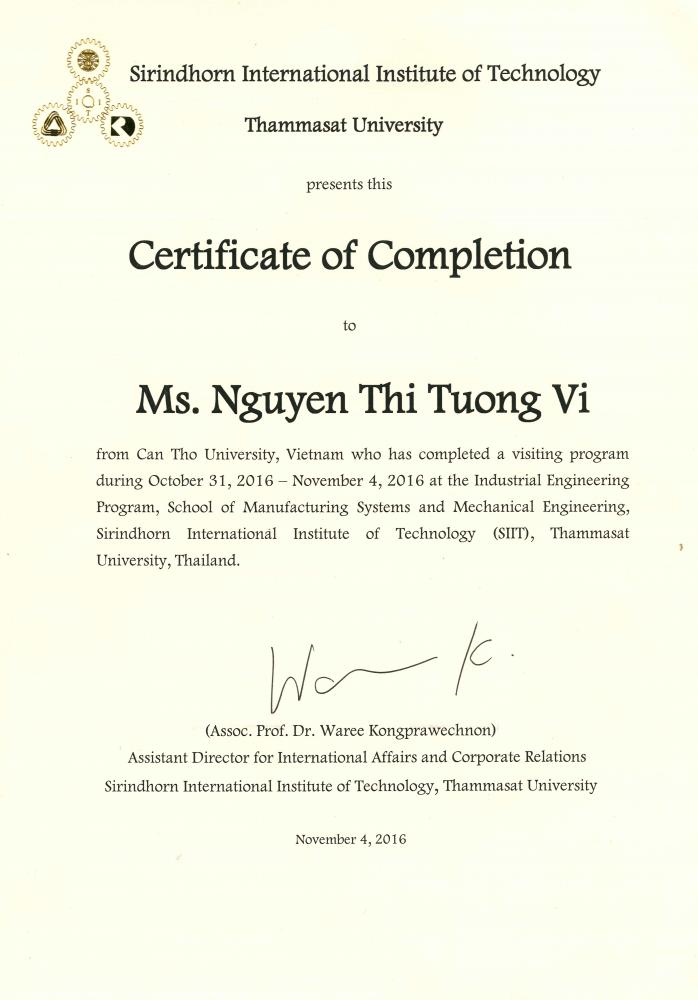 Sirindhorn International Institute of Technology
Thammasat University
S
I I
T
presents this
Certificate of Completion
to
Ms. Nguyen Thi Tuong Vi
from Can Tho University, Vietnam who has completed a visiting program
during October 31, 2016 – November 4, 2016 at the Industrial Engineering
Program, School of Manufacturing Systems and Mechanical Engineering,
Sirindhorn International Institute of Technology (SIIT), Thammasat
University, Thailand.
(Assoc. Prof. Dr. Waree Kongprawechnon)
Assistant Director for International Affairs and Corporate Relations
Sirindhorn International Institute of Technology, Thammasat University
November 4, 2016